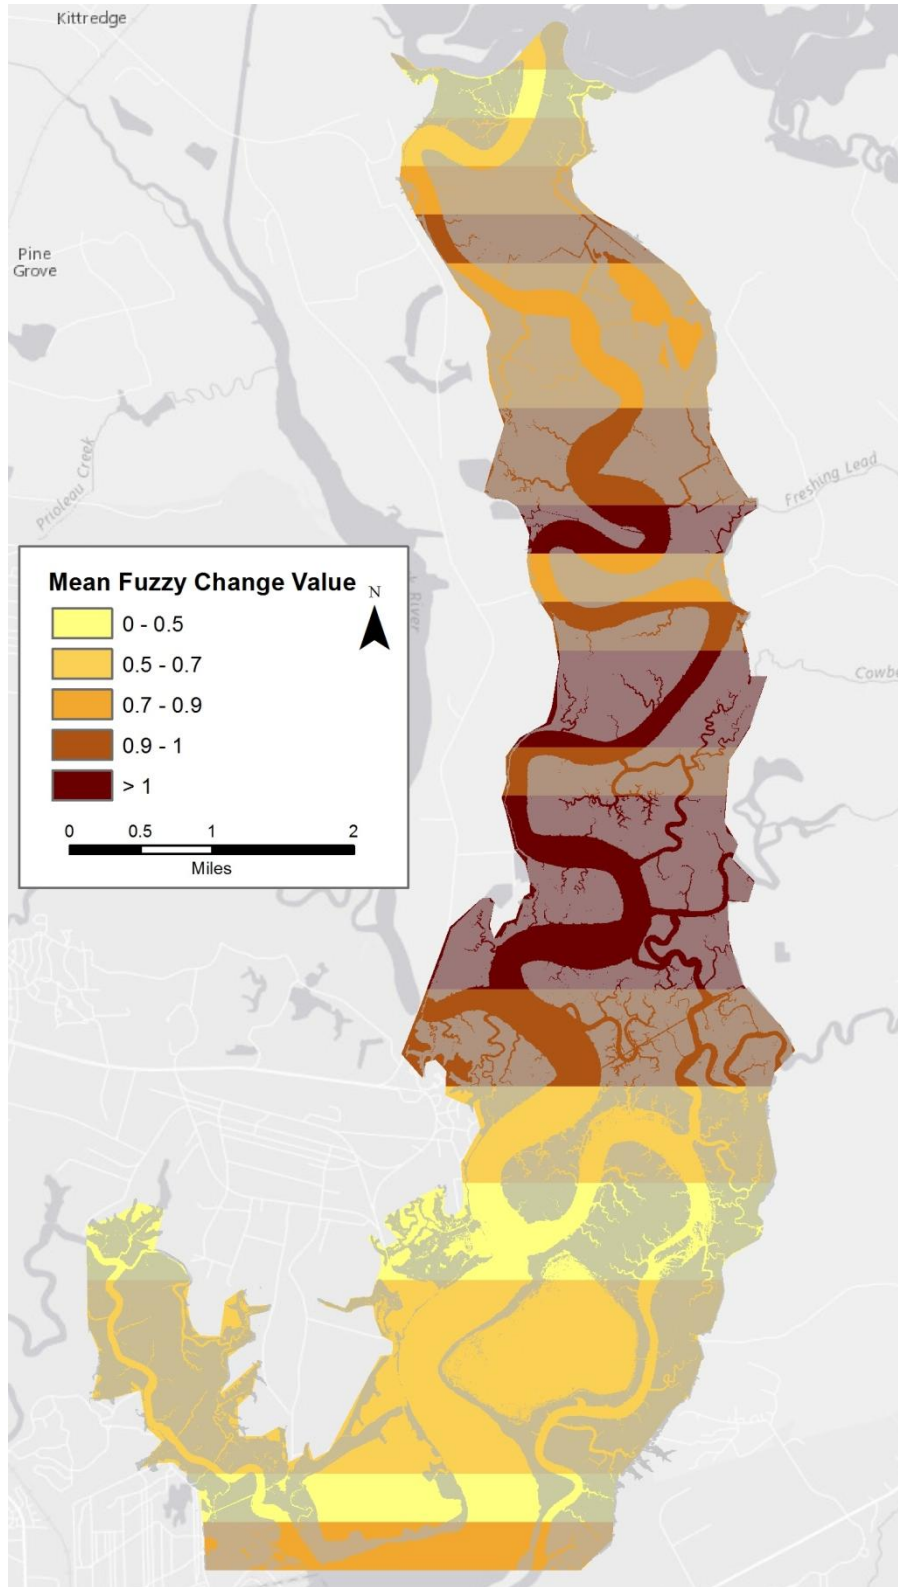 Kittredge
Pine
Grove
Prioleau Creek
Freshing Lead
River
Mean Fuzzy Change Value
N
0 - 0.5
0.5 - 0.7
0.7 - 0.9
0.9 - 1
> 1
0 0.5 1 2
Miles